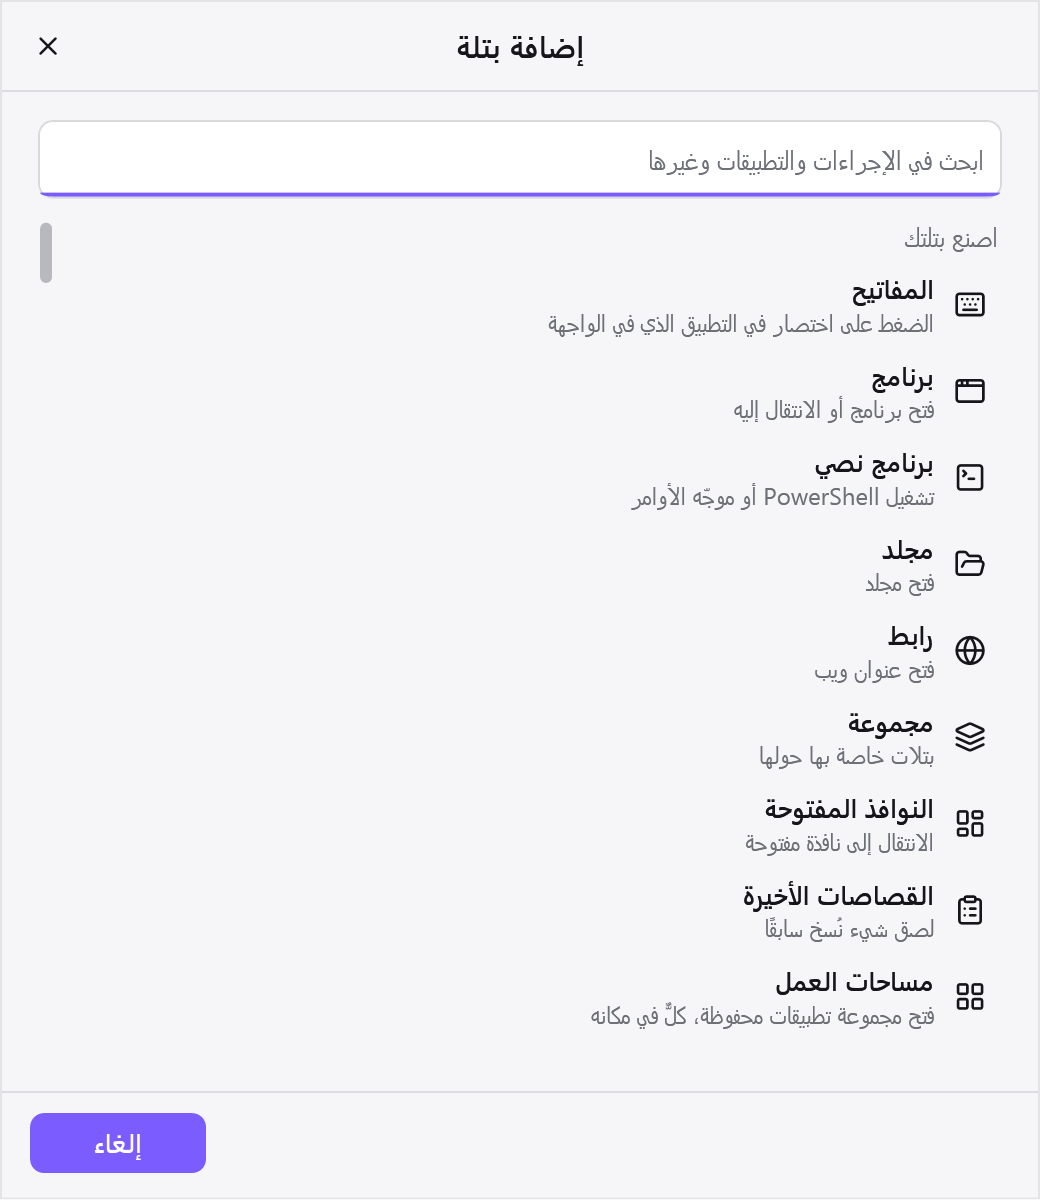 إضافة بتلة
ابحث في الإجراءات والتطبيقات وغيرها
اصنع بتلتك
المفاتيح
الضغط على اختصار في التطبيق الذي في الواجهة
برنامج
فتح برنامج أو الانتقال إليه
برنامج نصي
تشغيل PowerShell أو موجّه الأوامر
مجلد
فتح مجلد
رابط
فتح عنوان ويب
مجموعة
بتلات خاصة بها حولها
النوافذ المفتوحة
الانتقال إلى نافذة مفتوحة
القصاصات الأخيرة
لصق شيء نُسخ سابقًا
مساحات العمل
فتح مجموعة تطبيقات محفوظة، كلٌّ في مكانه
إلغاء